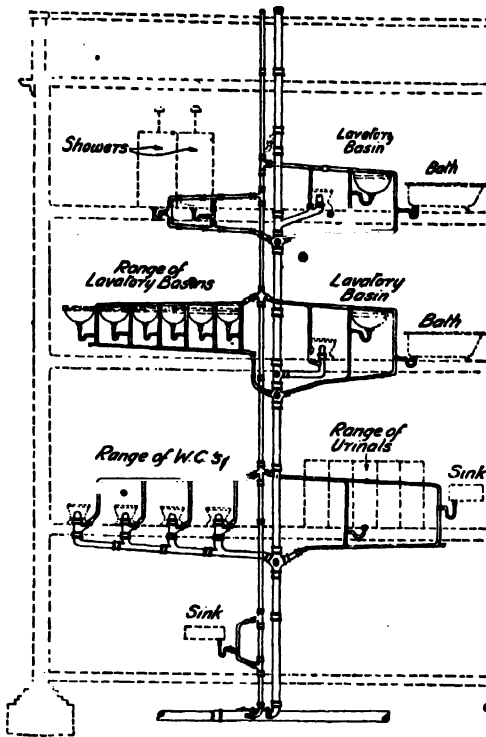 Showers
Lavatory
Basin
Bath
Range of
Lavatory Basins
Lavatory
Basin
Bath
Range of W.C.'s
Range of
Urinals
Sink
Sink